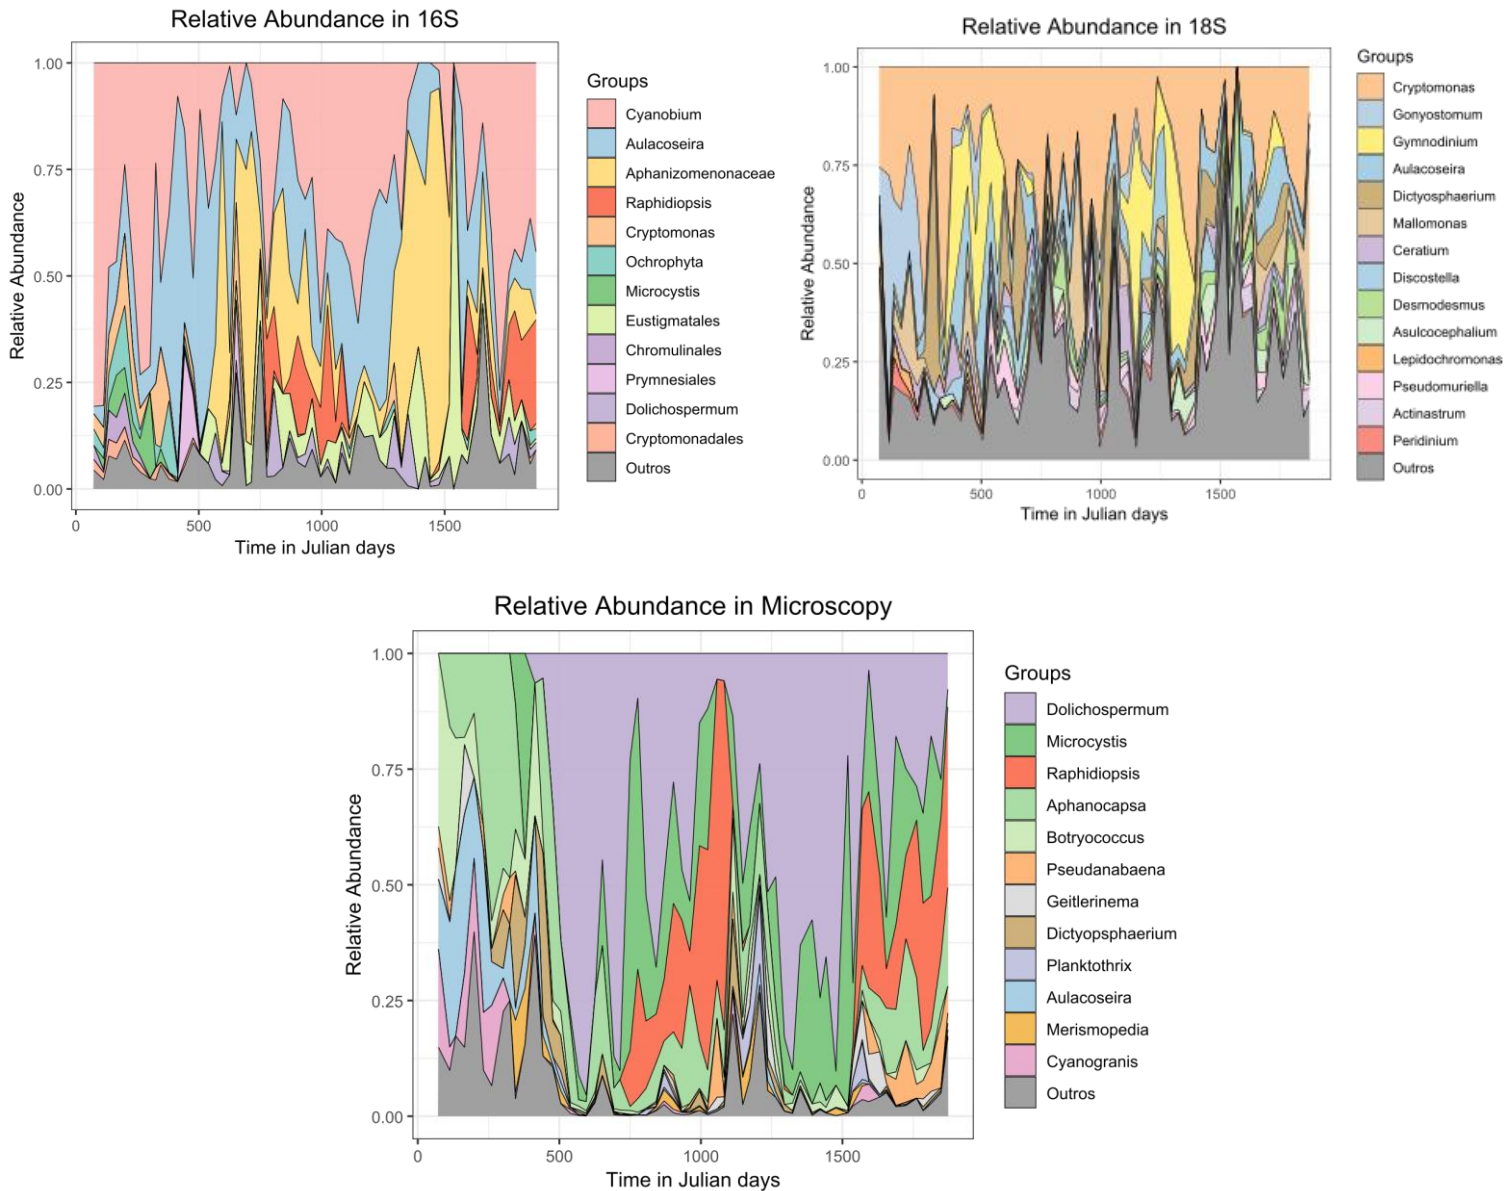 Relative Abundance in 16S
Relative Abundance
1.00
0.75
0.50
0.25
0.00
0
500
1000
1500
Time in Julian days
Groups
Cyanobium
Aulacoseira
Aphanizomenonaceae
Raphidiopsis
Cryptomonas
Ochrophyta
Microcystis
Eustigmatales
Chromulinales
Prymnesiales
Dolichospermum
Cryptomonadales
Outros
Relative Abundance in 18S
Relative Abundance
1.00
0.75
0.50
0.25
0.00
0
500
1000
1500
Time in Julian days
Groups
Cryptomonas
Gonyostomum
Gymnodinium
Aulacoseira
Dictyosphaerium
Mallomonas
Ceratium
Discostella
Desmodesmus
Asulcocephalium
Lepidochromonas
Pseudomuriella
Actinastrum
Peridinium
Outros
Relative Abundance in Microscopy
Relative Abundance
1.00
0.75
0.50
0.25
0.00
0
500
1000
1500
Time in Julian days
Groups
Dolichospermum
Microcystis
Raphidiopsis
Aphanocapsa
Botryococcus
Pseudanabaena
Geitlerinema
Dictyopsphaerium
Planktothrix
Aulacoseira
Merismopedia
Cyanogranis
Outros